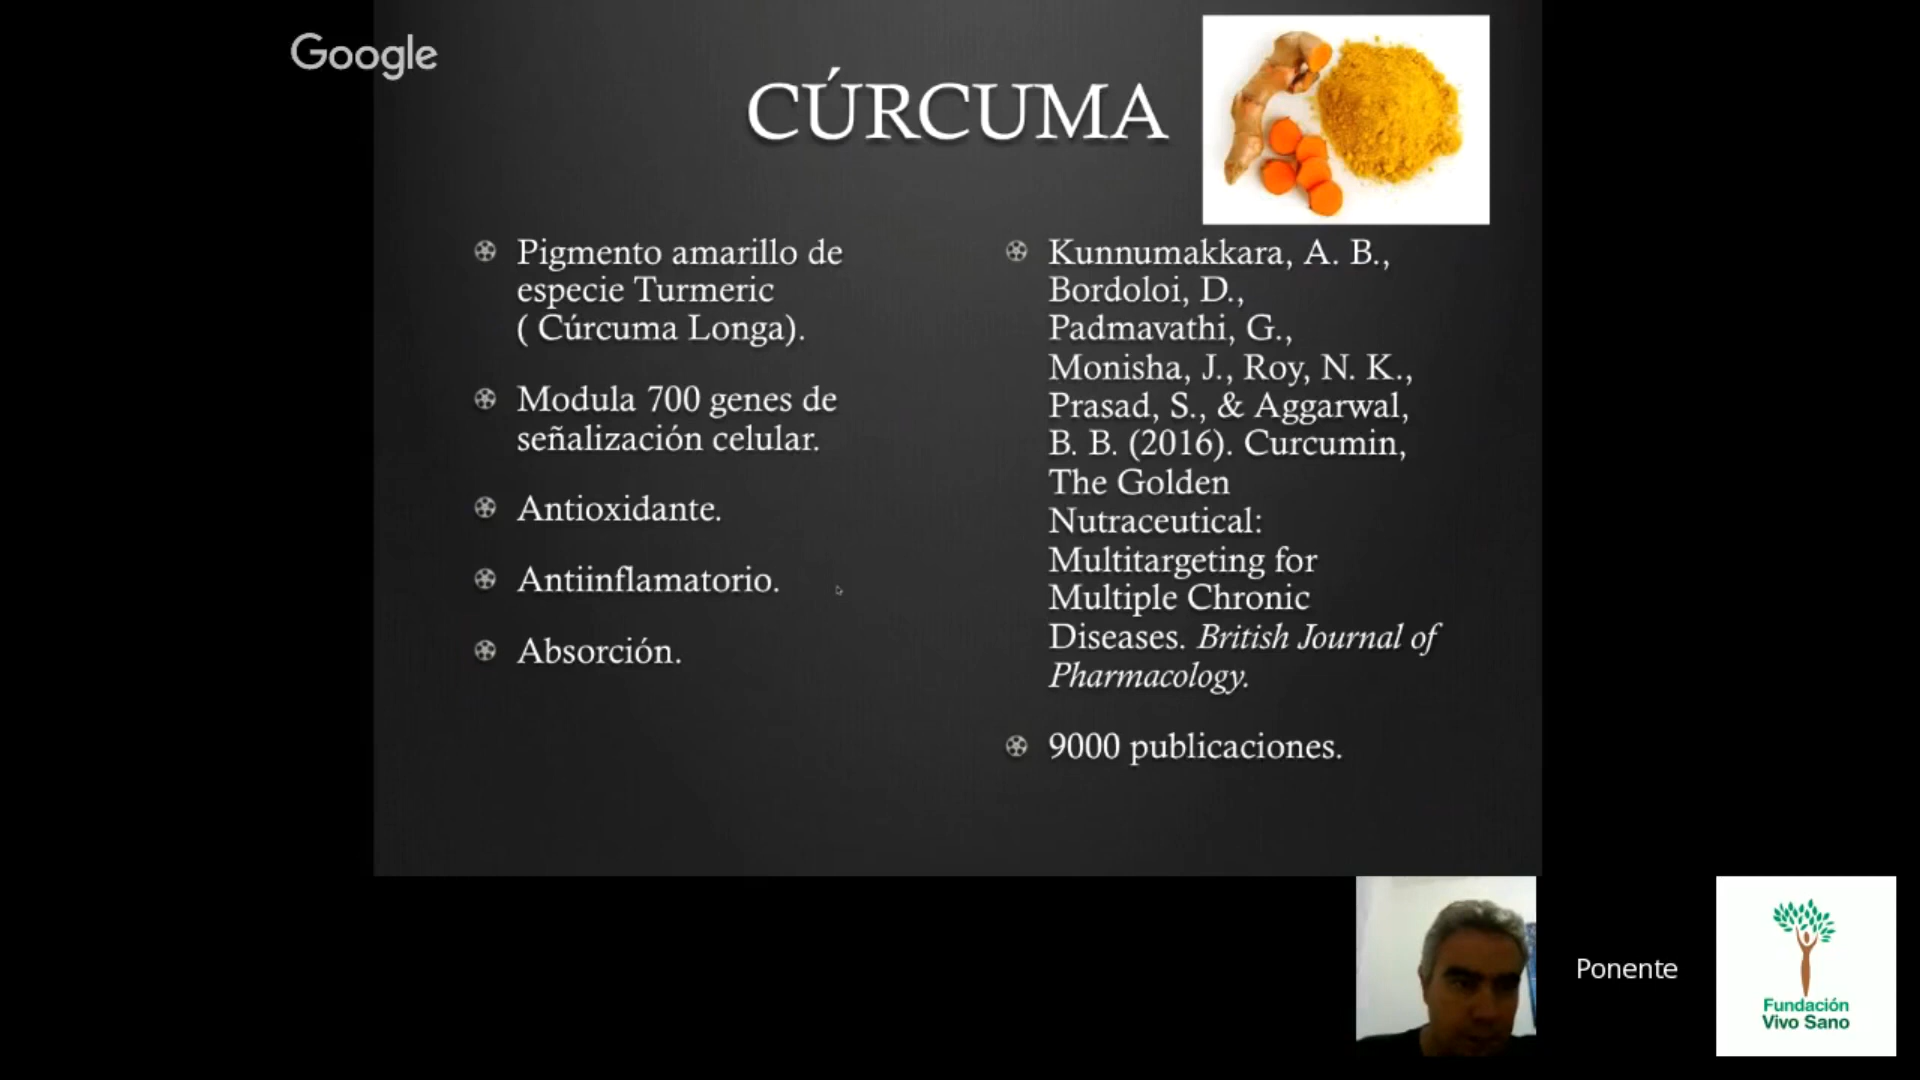 Google
CÚRCUMA
Pigmento amarillo de
especie Turmeric
( Cúrcuma Longa).
Modula 700 genes de
señalización celular.
Antioxidante.
Antiinflamatorio.
Absorción.
Kunnumakkara, A. B.,
Bordoloi, D.,
Padmavathi, G.,
Monisha, J., Roy, N. K.,
Prasad, S., & Aggarwal,
B. B. (2016). Curcumin,
The Golden
Nutraceutical:
Multitargeting for
Multiple Chronic
Diseases. British Journal of
Pharmacology.
9000 publicaciones.
Ponente
Fundación
Vivo Sano